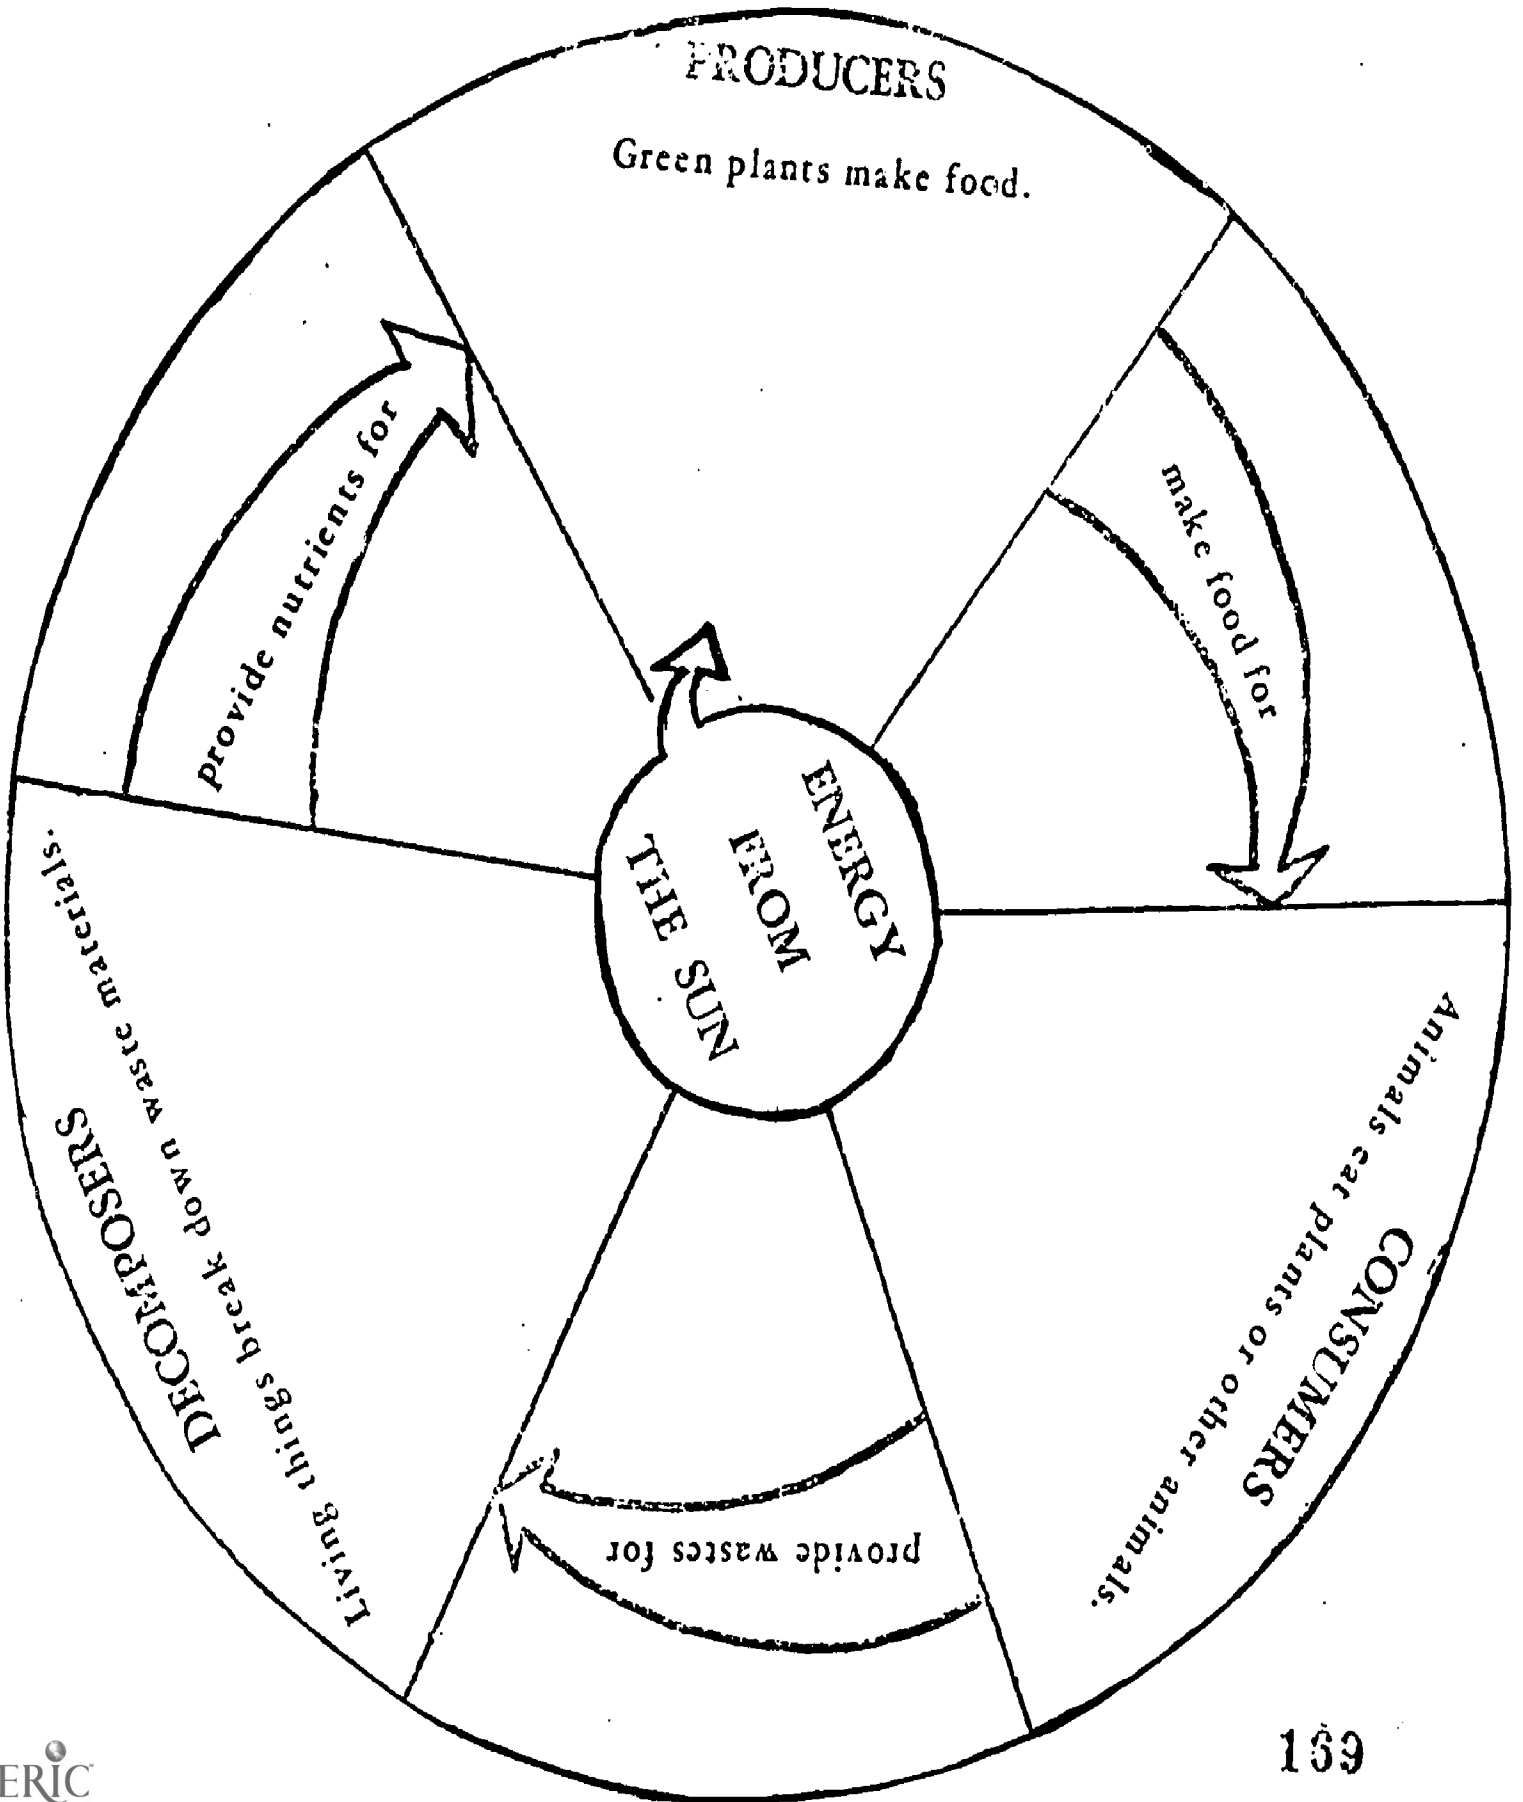 PRODUCERS
Green plants make food.
make food for
Animals eat plants or other animals.
CONSUMERS
provide wastes for
Living things break down waste materials.
DECOMPOSERS
provide nutrients for
ENERGY
FROM
THE SUN
169
ERIC